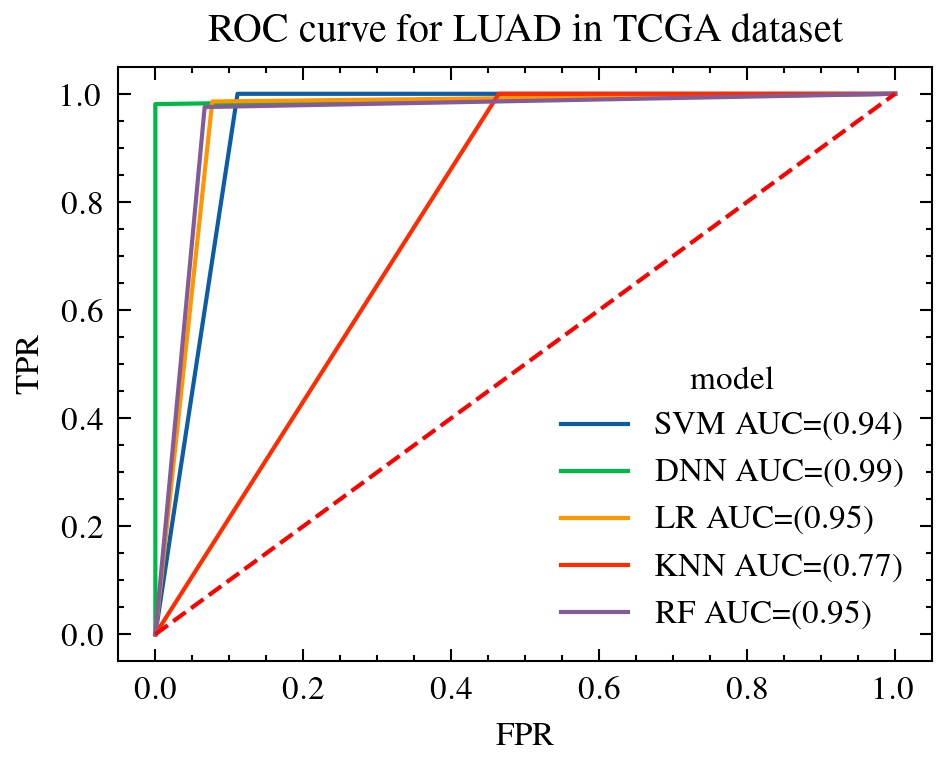 ROC curve for LUAD in TCGA dataset
TPR
1.0
0.8
0.6
0.4
0.2
0.0
model
SVM AUC=(0.94)
DNN AUC=(0.99)
LR AUC=(0.95)
KNN AUC=(0.77)
RF AUC=(0.95)
0.0 0.2 0.4 0.6 0.8 1.0
FPR